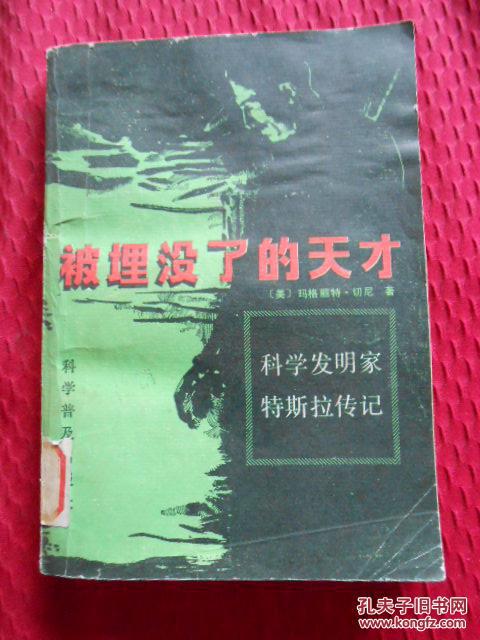 被埋没了的天才
〔美〕玛格丽特·切尼 著
科学发明家
特斯拉传记
科学普及
孔夫子旧书网
www.kongfz.com